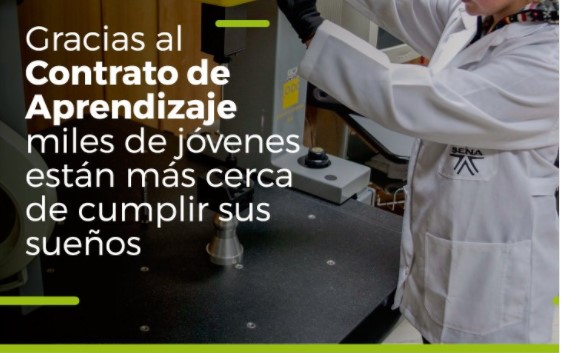 Gracias al
Contrato de
Aprendizaje
miles de jóvenes
están más cerca
de cumplir sus
sueños
SENA